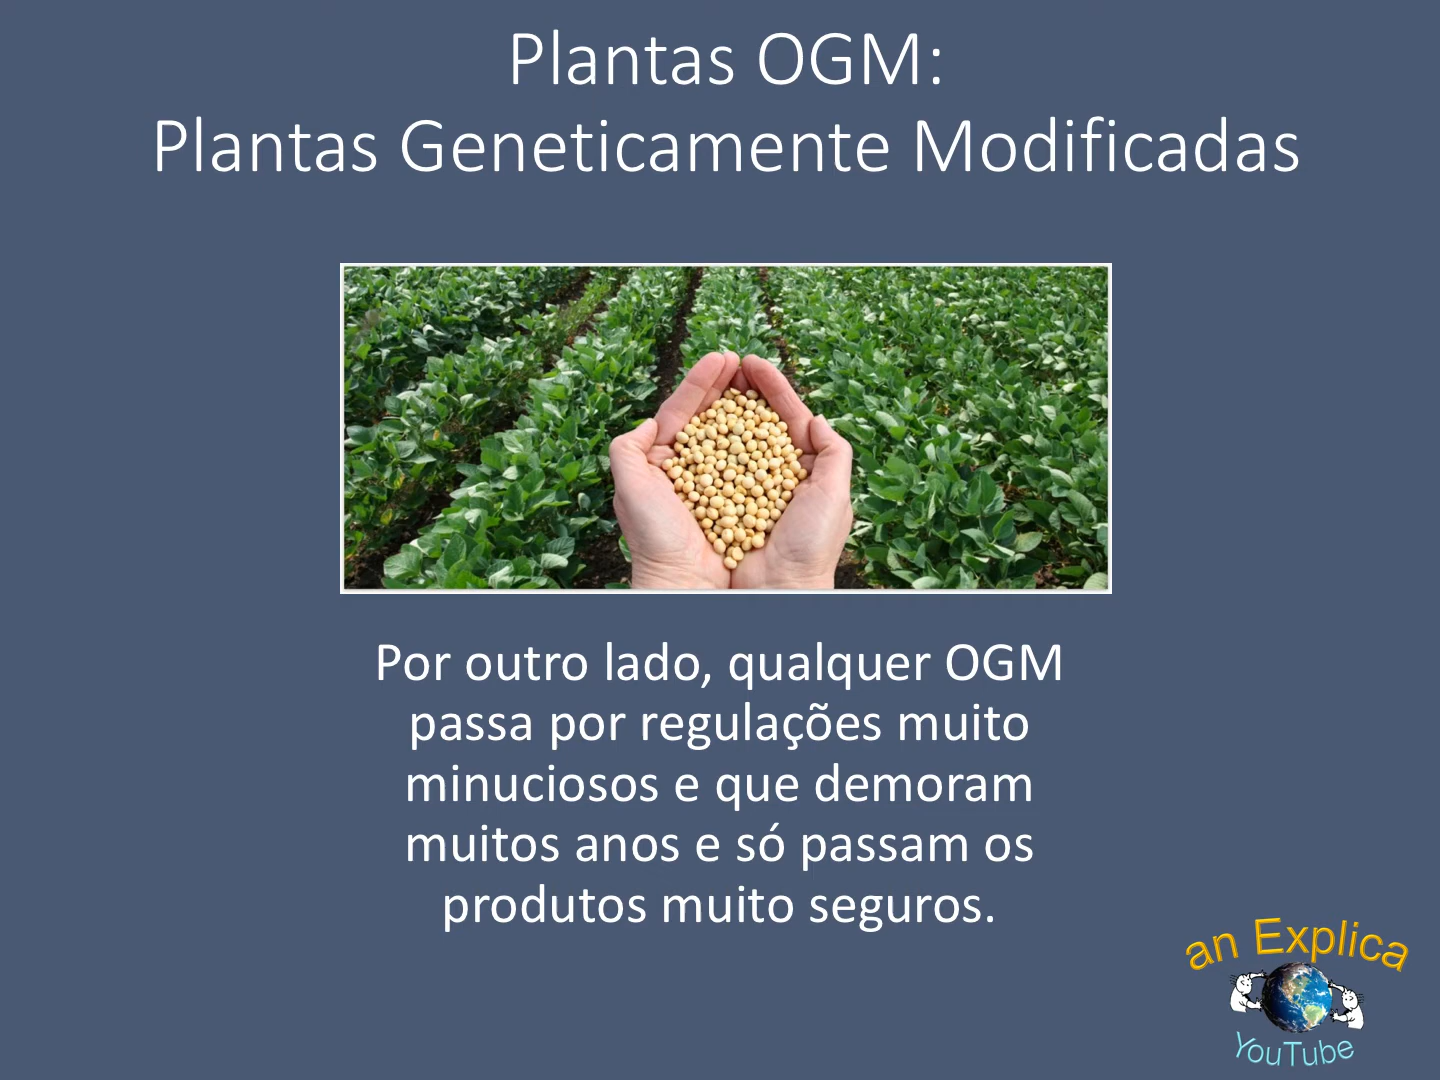 Plantas OGM:
Plantas Geneticamente Modificadas
Por outro lado, qualquer OGM
passa por regulações muito
minuciosos e que demoram
muitos anos e só passam os
produtos muito seguros.
an Explica
YouTube